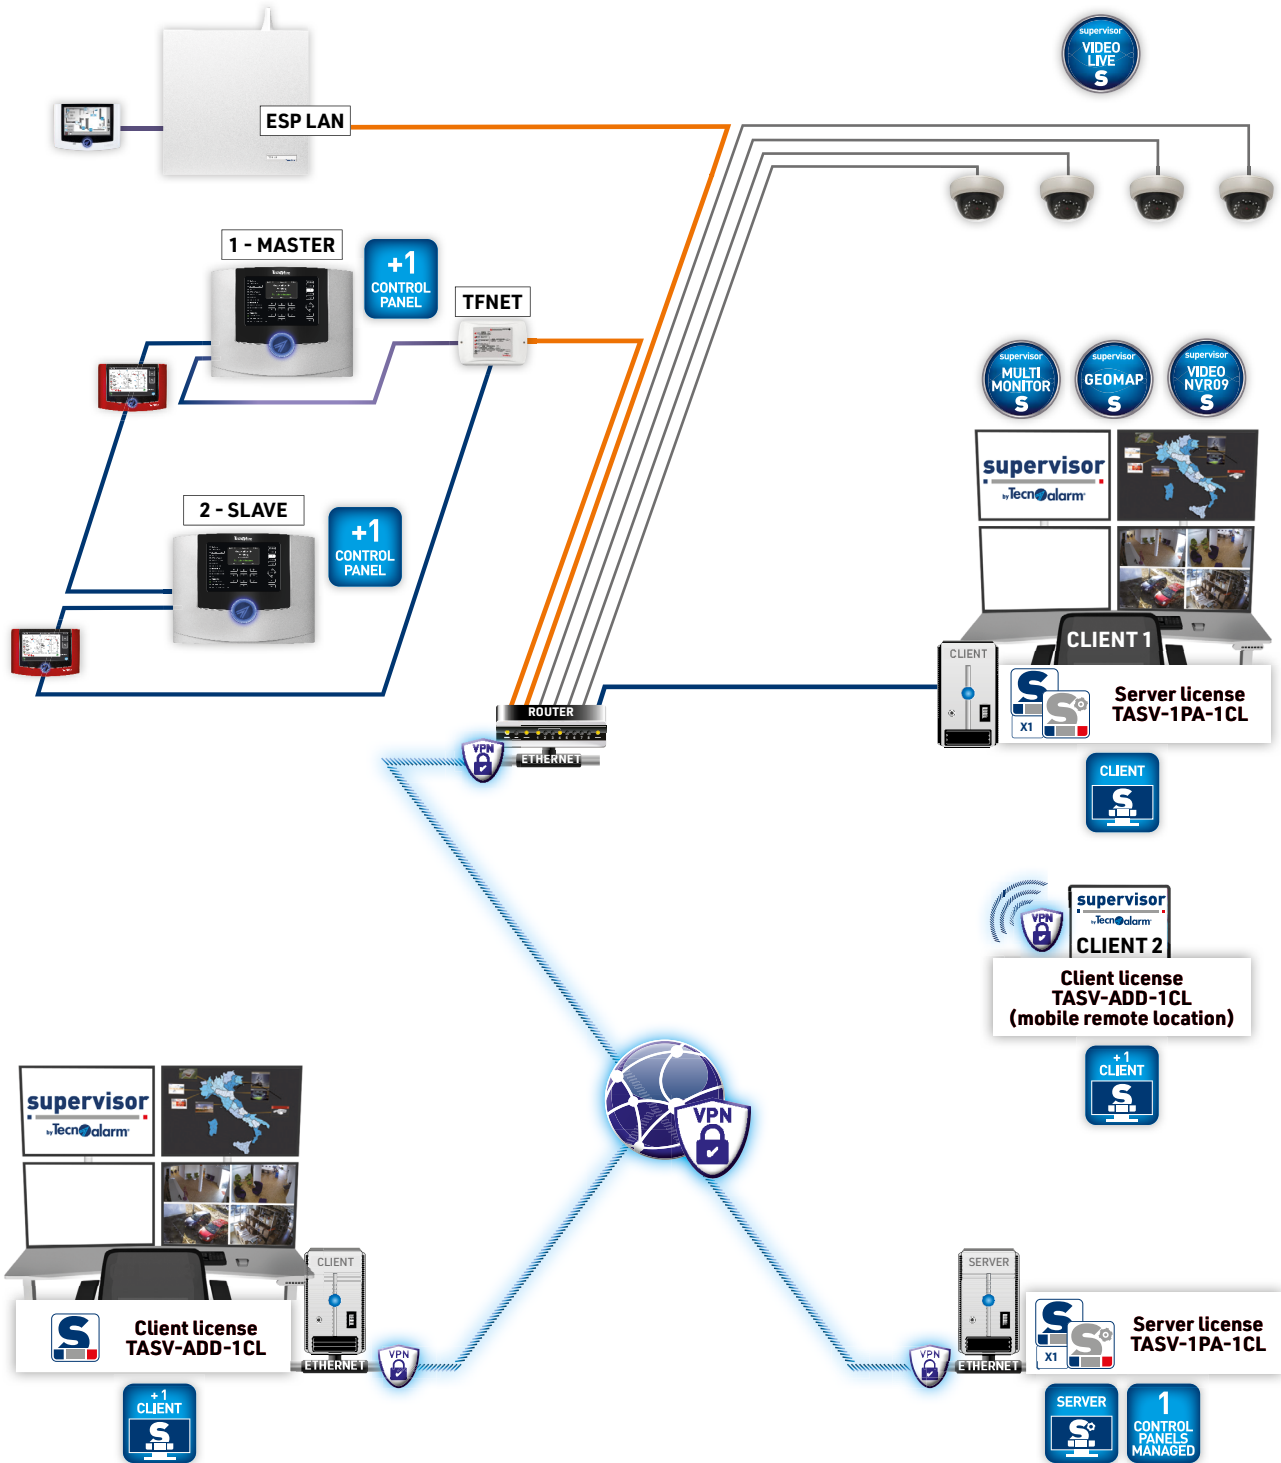 supervisor
VIDEO
LIVE
S
ESP LAN
1 - MASTER
+1
CONTROL
PANEL
TFNET
supervisor
MULTI
MONITOR
S
supervisor
GEOMAP
S
supervisor
VIDEO
NVR09
S
supervisor
by Tecnoalarm
2 - SLAVE
+1
CONTROL
PANEL
CLIENT 1
CLIENT
S
X1
S
Server license
TASV-1PA-1CL
ROUTER
VPN
ETHERNET
CLIENT
S
VPN
supervisor
by Tecnoalarm
CLIENT 2
Client license
TASV-ADD-1CL
(mobile remote location)
+1
CLIENT
S
VPN
supervisor
by Tecnoalarm
CLIENT
S
Client license
TASV-ADD-1CL
ETHERNET
VPN
+1
CLIENT
S
SERVER
VPN
ETHERNET
S
X1
S
Server license
TASV-1PA-1CL
SERVER
S
1
CONTROL
PANELS
MANAGED